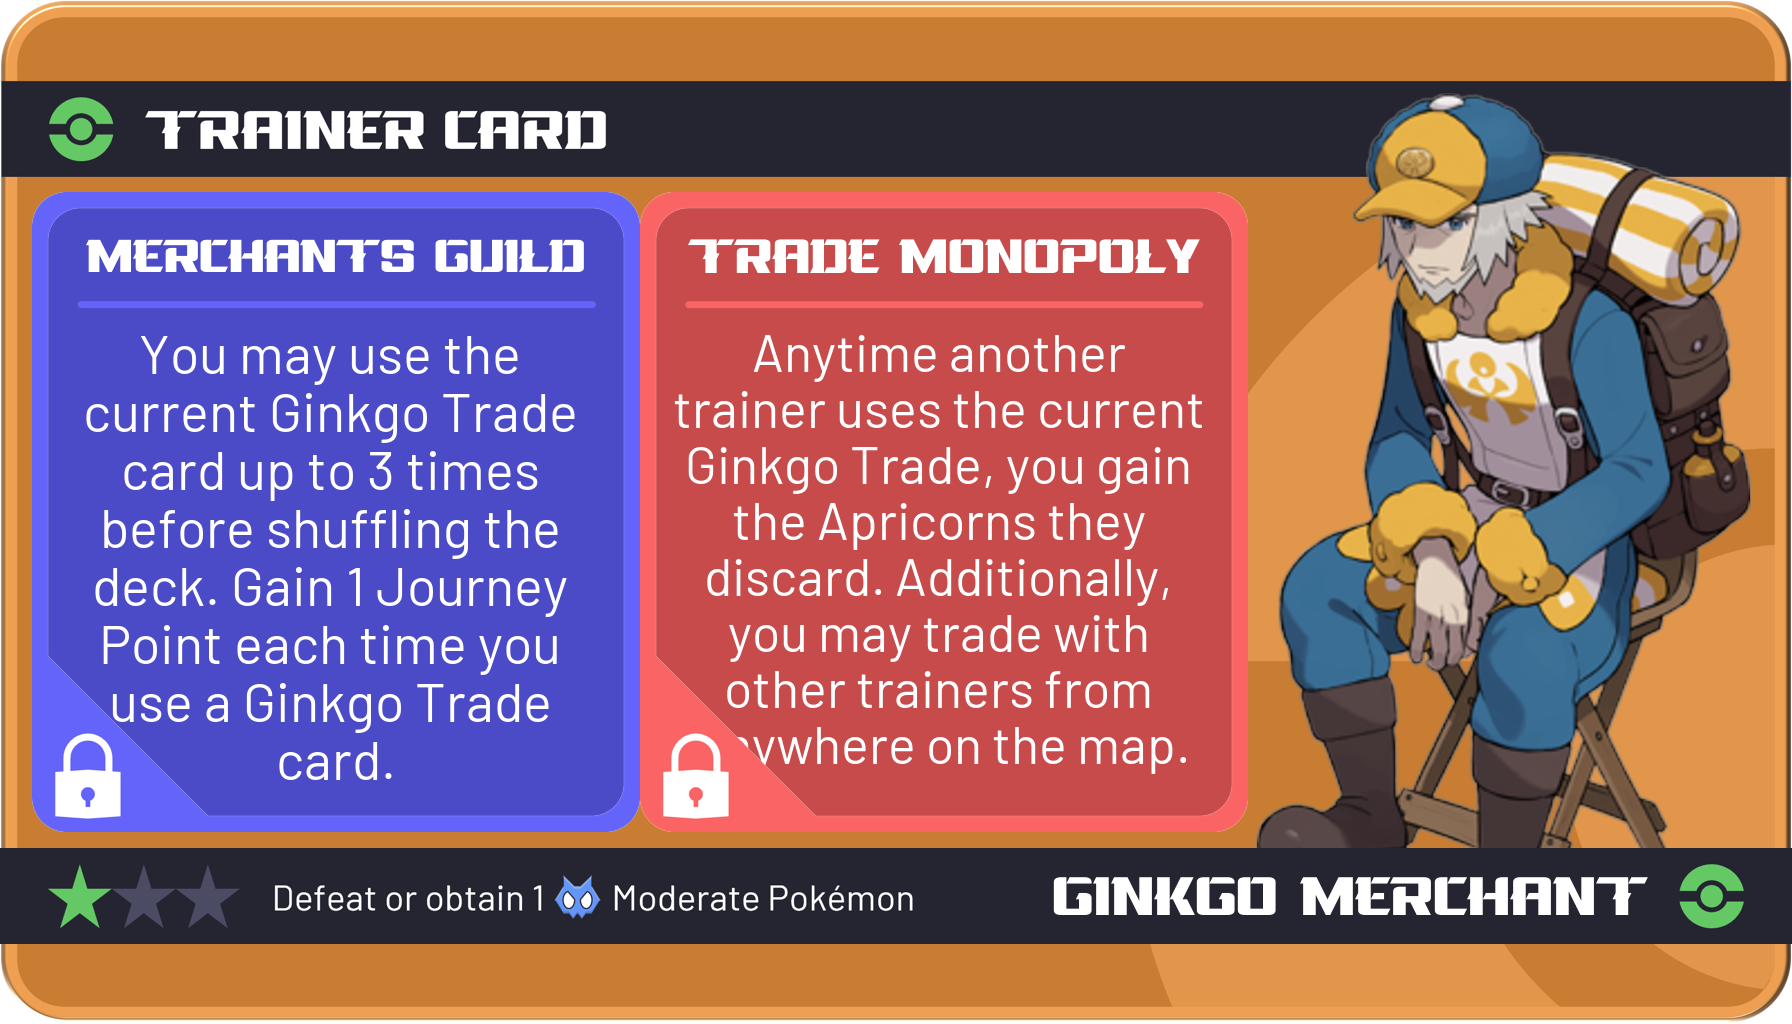 TRAINER CARD
MERCHANTS GUILD
You may use the
current Ginkgo Trade
card up to 3 times
before shuffling the
deck. Gain 1 Journey
Point each time you
use a Ginkgo Trade
card.
TRADE MONOPOLY
Anytime another
trainer uses the current
Ginkgo Trade, you gain
the Apricorns they
discard. Additionally,
you may trade with
other trainers from
ywhere on the map.
Defeat or obtain 1 Moderate Pokémon
GINKGO MERCHANT